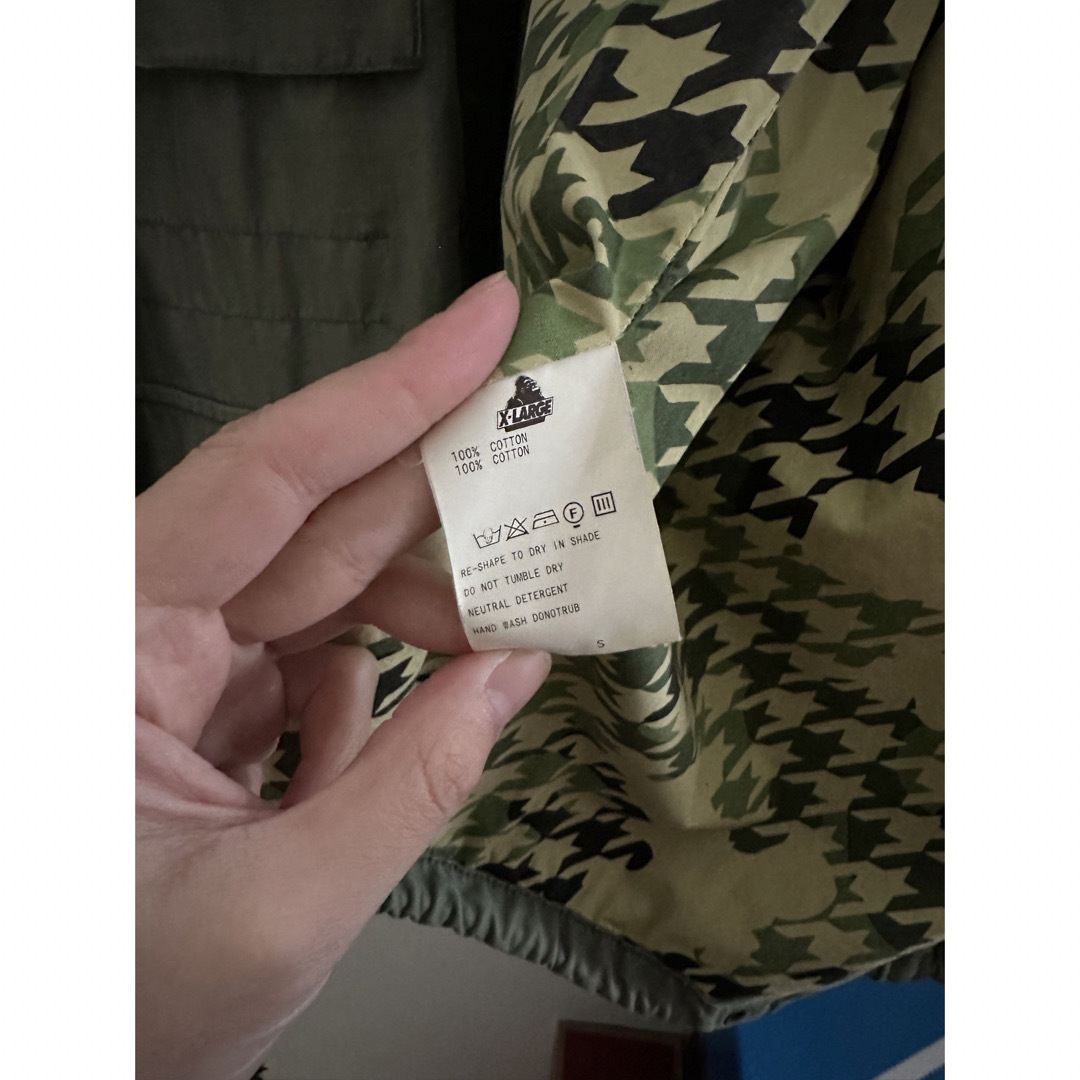 X-LARGE
100% COTTON
100% COTTON
F
RE-SHAPE TO DRY IN SHADE
DO NOT TUMBLE DRY
NEUTRAL DETERGENT
HAND WASH DONOTRUB
S